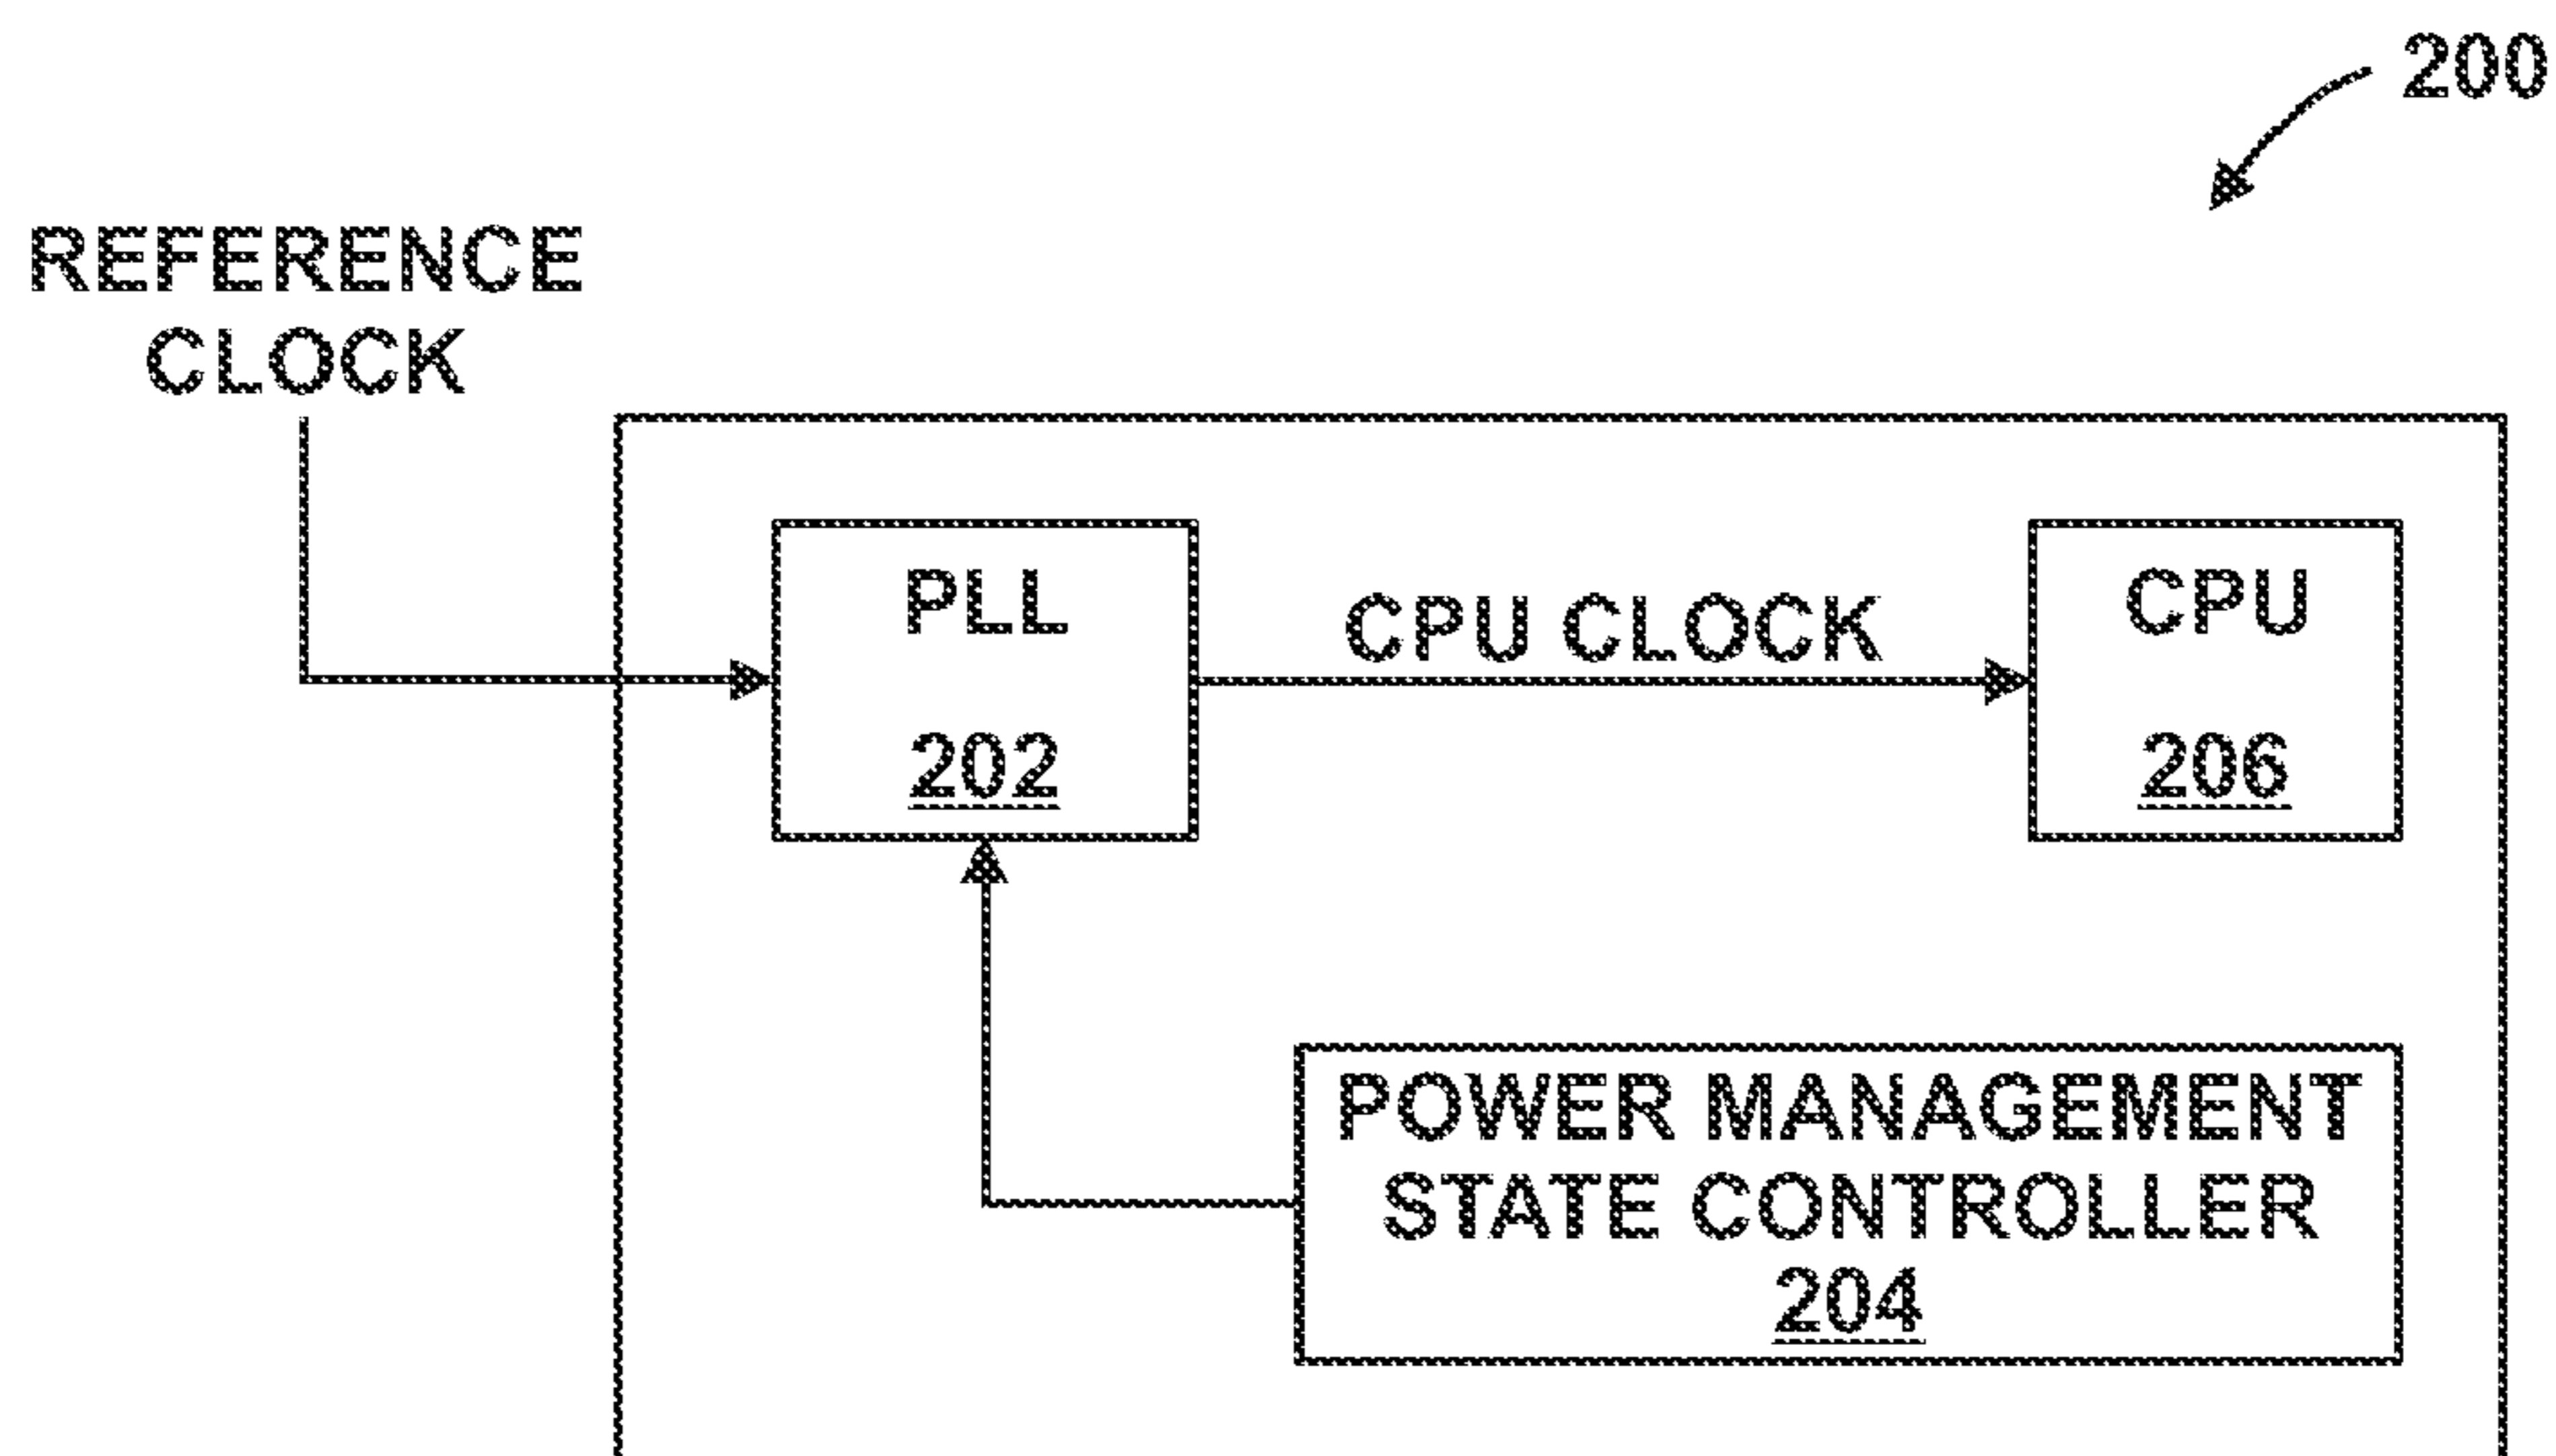 200
REFERENCE
CLOCK
PLL
202
CPU CLOCK
CPU
206
POWER MANAGEMENT
STATE CONTROLLER
204